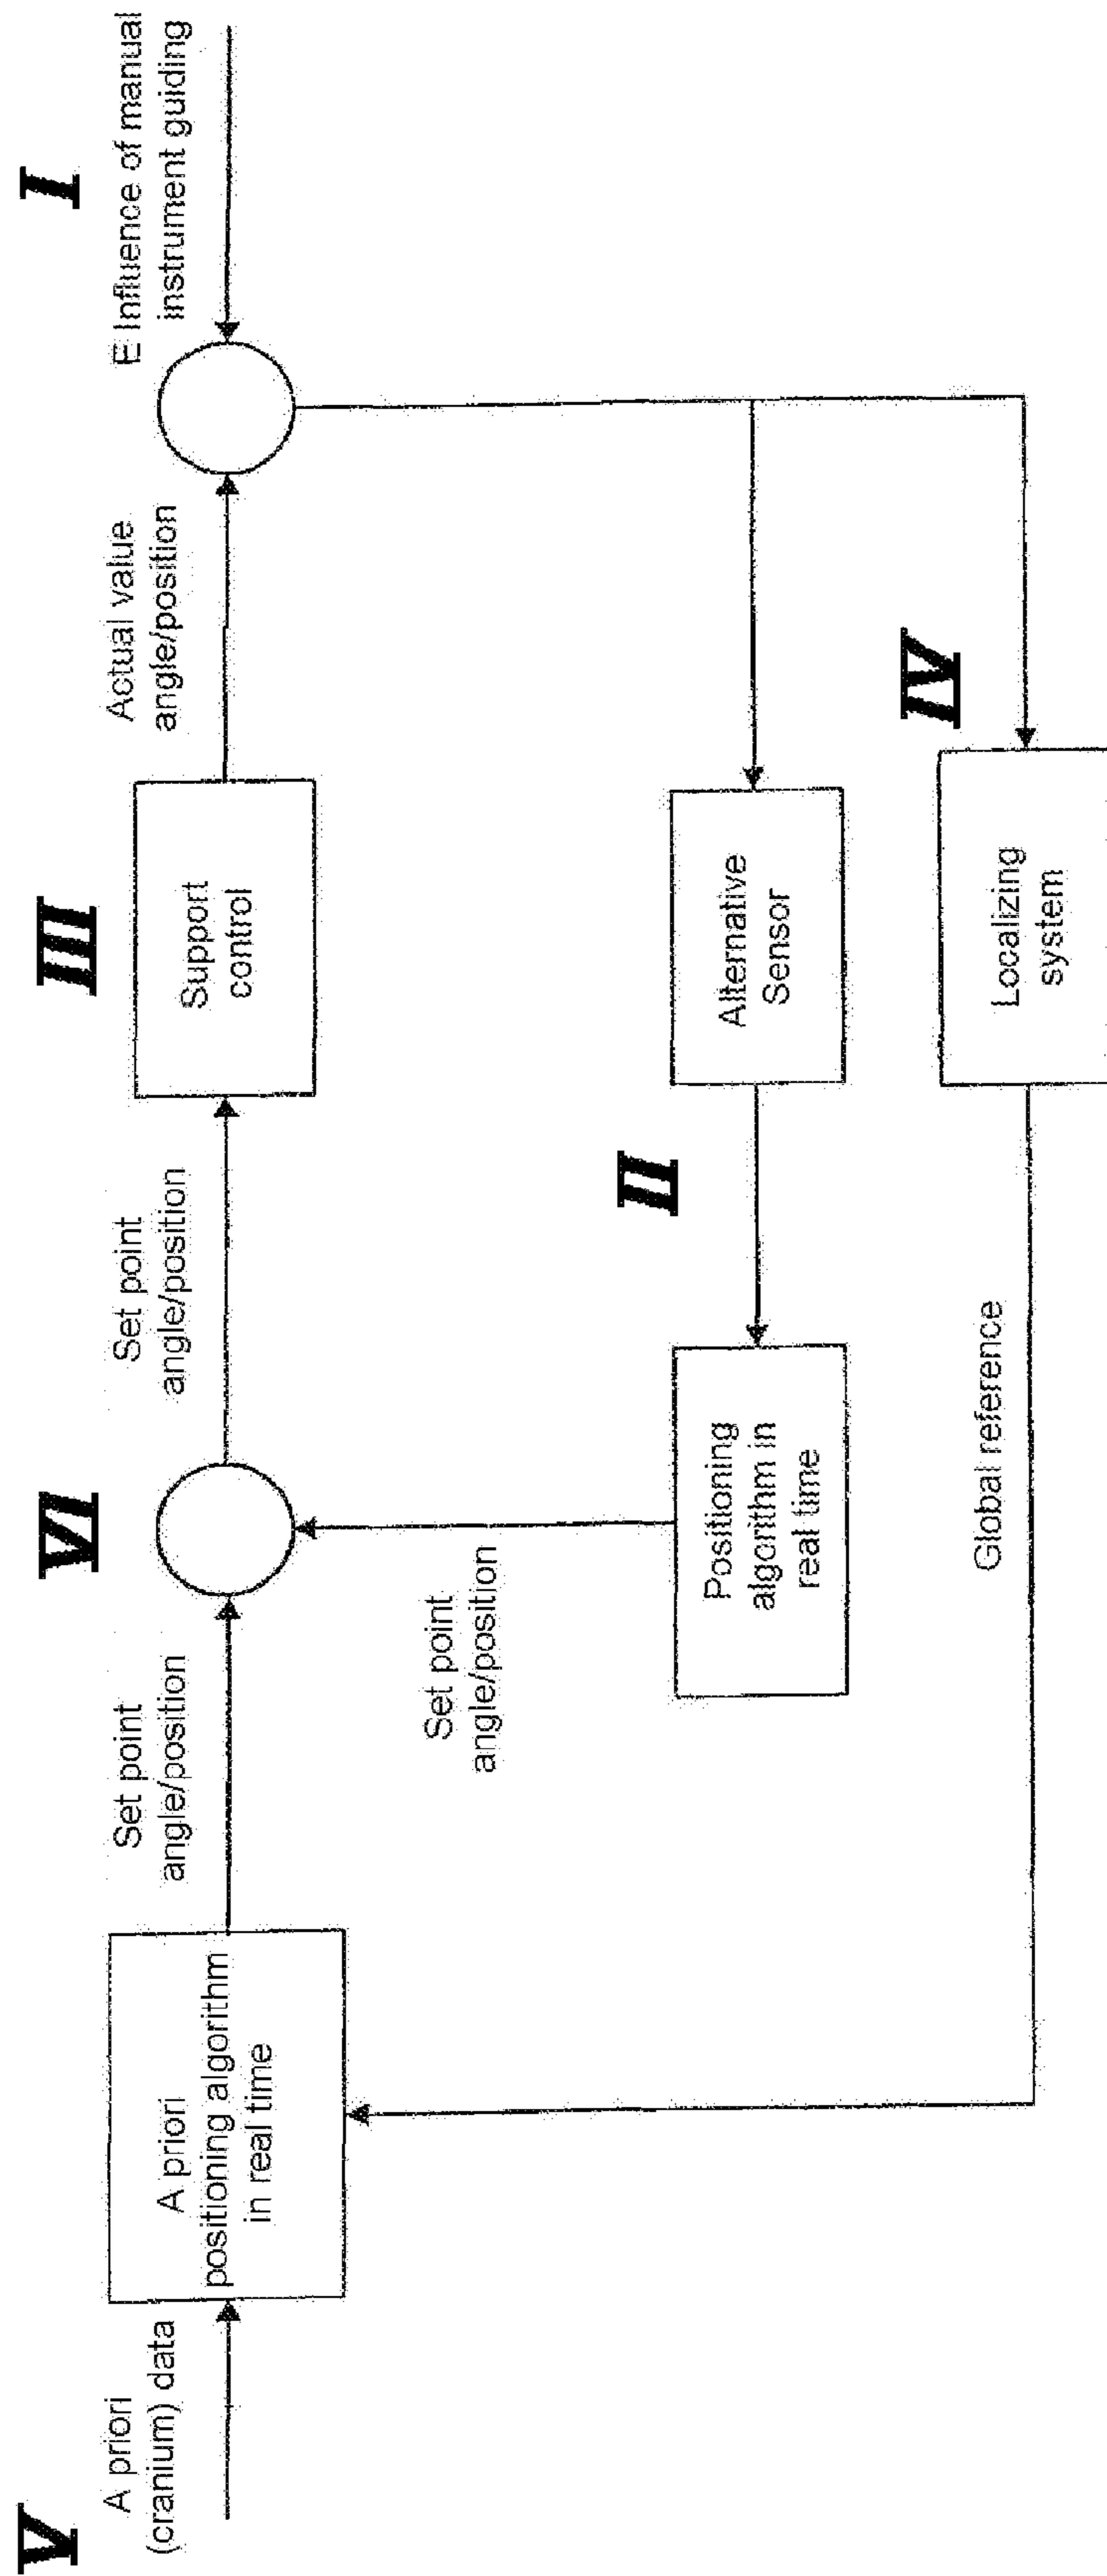 V
A priori
(cranium) data
A priori
positioning algorithm
in real time
Set point
angle/position
VI
Set point
angle/position
III
Support
control
Actual value
angle/position
I
E Influence of manual
instrument guiding
Set point
angle/position
Positioning
algorithm in
real time
II
Alternative
Sensor
IV
Localizing
system
Global reference